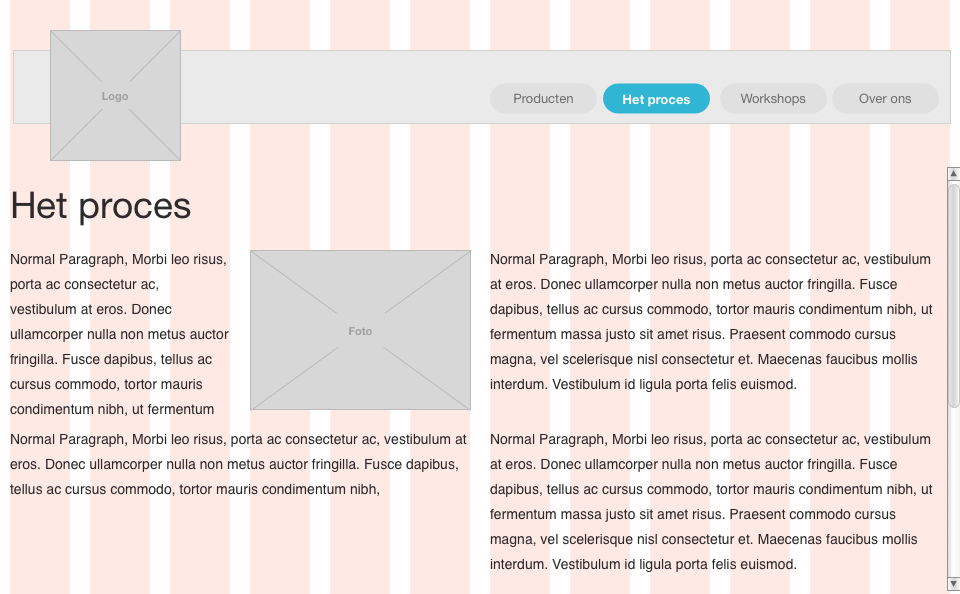 Logo
Producten
Het proces
Workshops
Over ons
Het proces
Normal Paragraph, Morbi leo risus,
porta ac consectetur ac,
vestibulum at eros. Donec
ullamcorper nulla non metus auctor
fringilla. Fusce dapibus, tellus ac
cursus commodo, tortor mauris
condimentum nibh, ut fermentum
Foto
Normal Paragraph, Morbi leo risus, porta ac consectetur ac, vestibulum at
eros. Donec ullamcorper nulla non metus auctor fringilla. Fusce dapibus,
tellus ac cursus commodo, tortor mauris condimentum nibh,
Normal Paragraph, Morbi leo risus, porta ac consectetur ac, vestibulum
at eros. Donec ullamcorper nulla non metus auctor fringilla. Fusce
dapibus, tellus ac cursus commodo, tortor mauris condimentum nibh, ut
fermentum massa justo sit amet risus. Praesent commodo cursus
magna, vel scelerisque nisl consectetur et. Maecenas faucibus mollis
interdum. Vestibulum id ligula porta felis euismod.
Normal Paragraph, Morbi leo risus, porta ac consectetur ac, vestibulum
at eros. Donec ullamcorper nulla non metus auctor fringilla. Fusce
dapibus, tellus ac cursus commodo, tortor mauris condimentum nibh, ut
fermentum massa justo sit amet risus. Praesent commodo cursus
magna, vel scelerisque nisl consectetur et. Maecenas faucibus mollis
interdum. Vestibulum id ligula porta felis euismod.